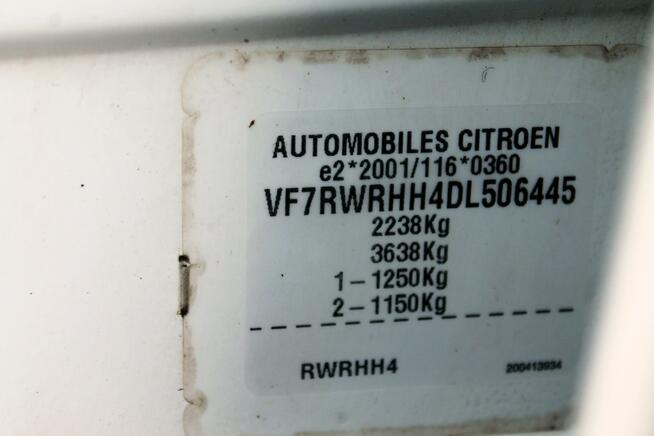 AUTOMOBILES CITROEN
e2*2001/116*0360
VF7RWRHH4DL506445
2238Kg
3638Kg
1-1250Kg
2-1150Kg
RWRHH4
200413934